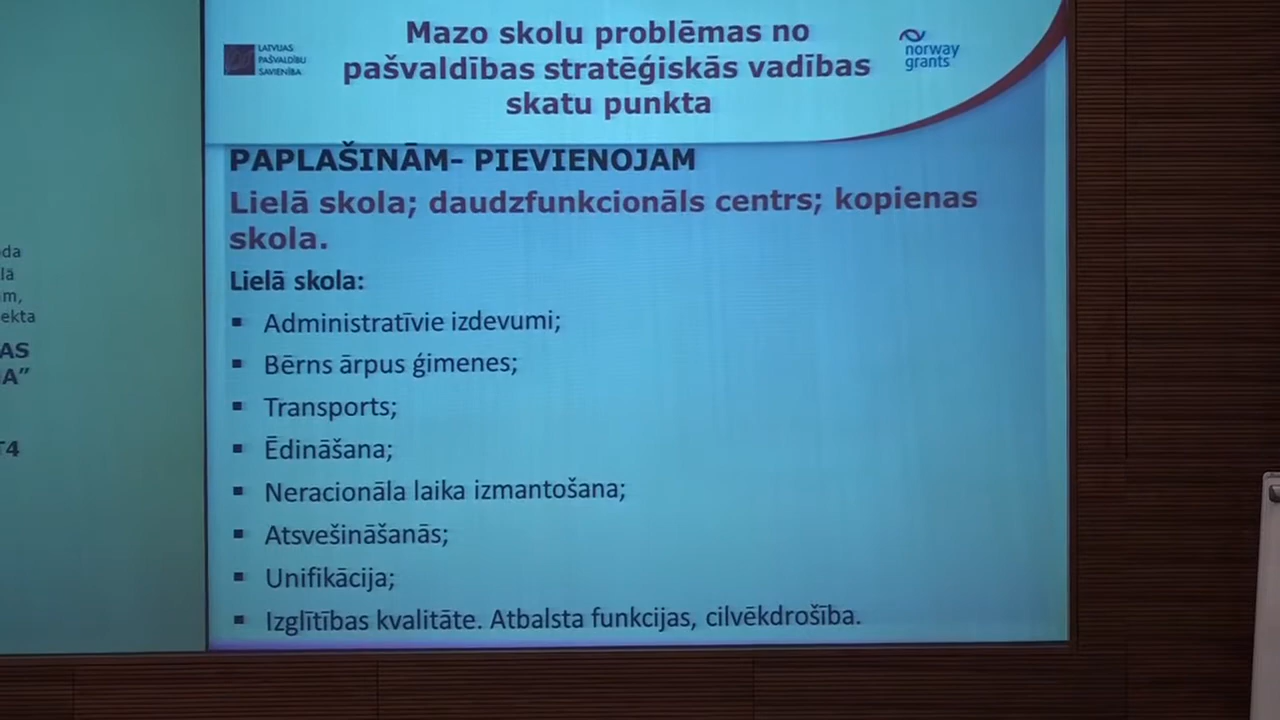 Mazo skolu problēmas no
pašvaldības stratēģiskās vadības
skatu punkta
LATVIJAS
PAŠVALDĪBU
SAVIENĪBA
norway
grants
PAPLAŠINĀM- PIEVIENOJAM
Lielā skola; daudzfunkcionāls centrs; kopienas
skola.
Lielā skola:
▪ Administratīvie izdevumi;
▪ Bērns ārpus ģimenes;
▪ Transports;
▪ Ēdināšana;
▪ Neracionāla laika izmantošana;
▪ Atsvešināšanās;
▪ Unifikācija;
▪ Izglītības kvalitāte. Atbalsta funkcijas, cilvēkdrošība.